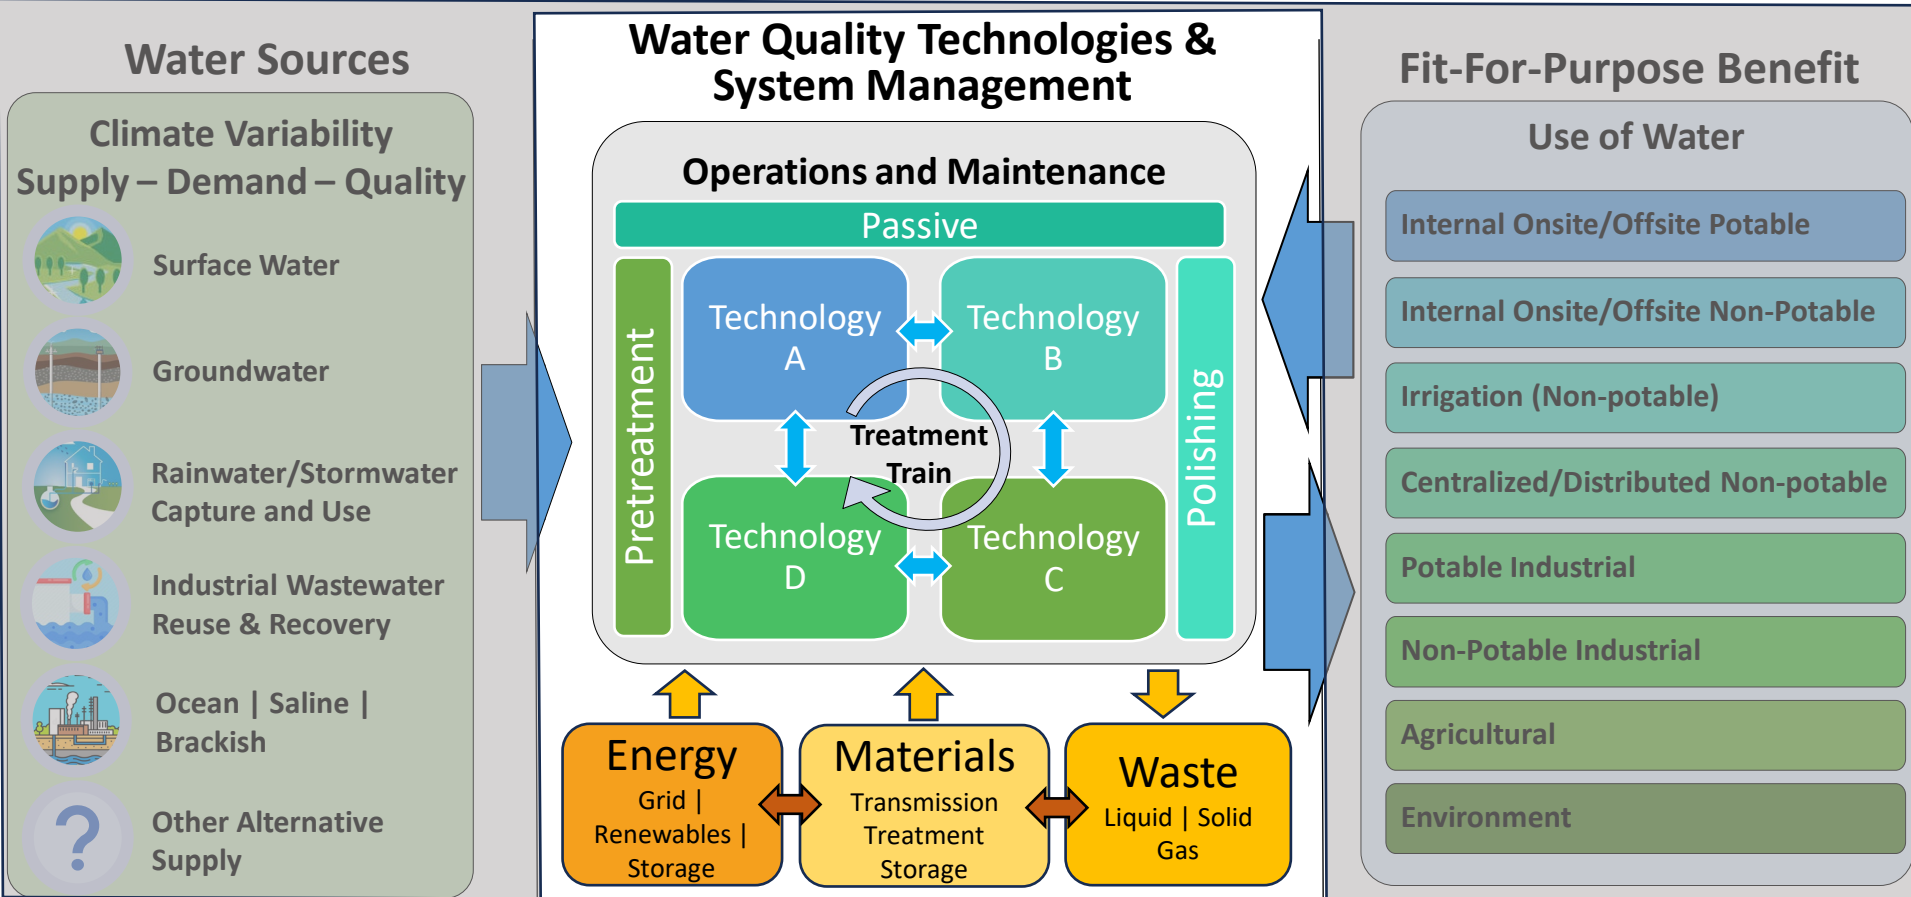 Water Sources
Climate Variability
Supply – Demand – Quality
Surface Water
Groundwater
Rainwater/Stormwater
Capture and Use
Industrial Wastewater
Reuse & Recovery
Ocean | Saline |
Brackish
?
Other Alternative
Supply
Water Quality Technologies &
System Management
Operations and Maintenance
Passive
Pretreatment
Technology
A
Technology
B
Treatment
Train
Technology
D
Technology
C
Polishing
Energy
Grid |
Renewables |
Storage
Materials
Transmission
Treatment
Storage
Waste
Liquid | Solid
Gas
Fit-For-Purpose Benefit
Use of Water
Internal Onsite/Offsite Potable
Internal Onsite/Offsite Non-Potable
Irrigation (Non-potable)
Centralized/Distributed Non-potable
Potable Industrial
Non-Potable Industrial
Agricultural
Environment